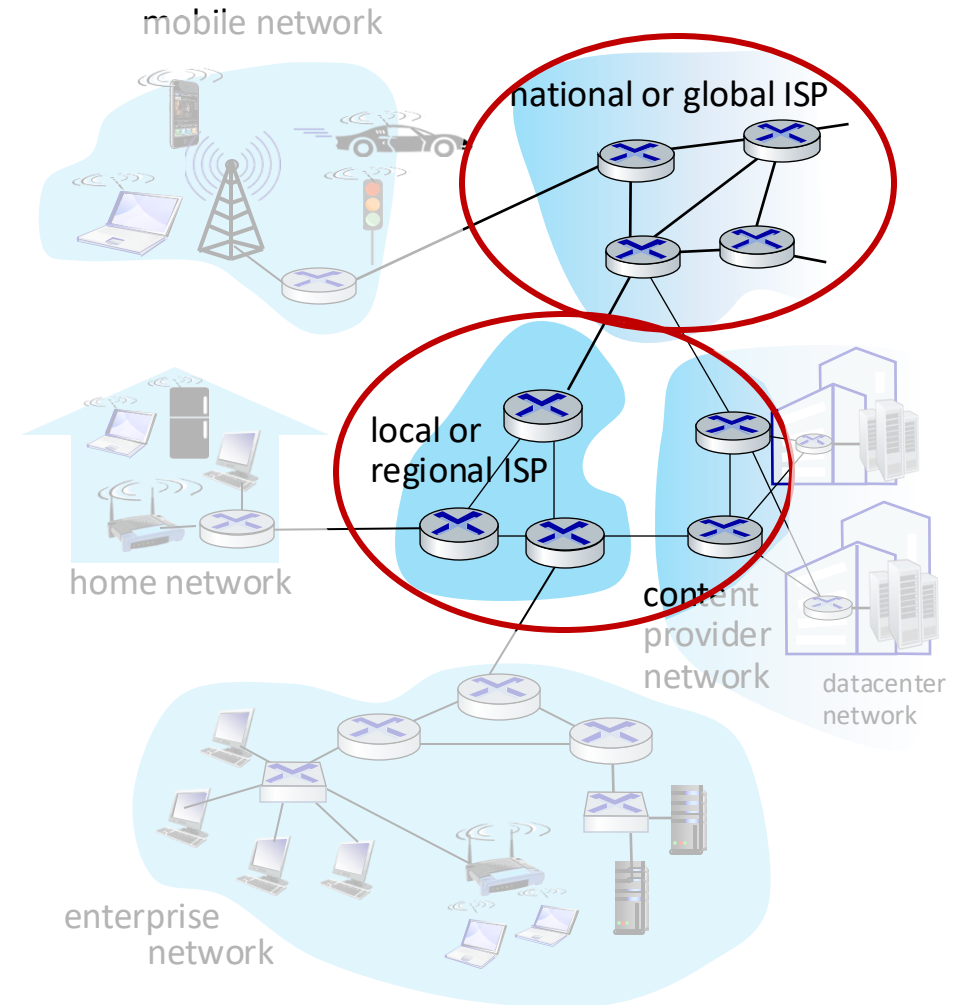 mobile network
national or global ISP
local or
regional ISP
home network
content
provider
network
datacenter
network
enterprise
network